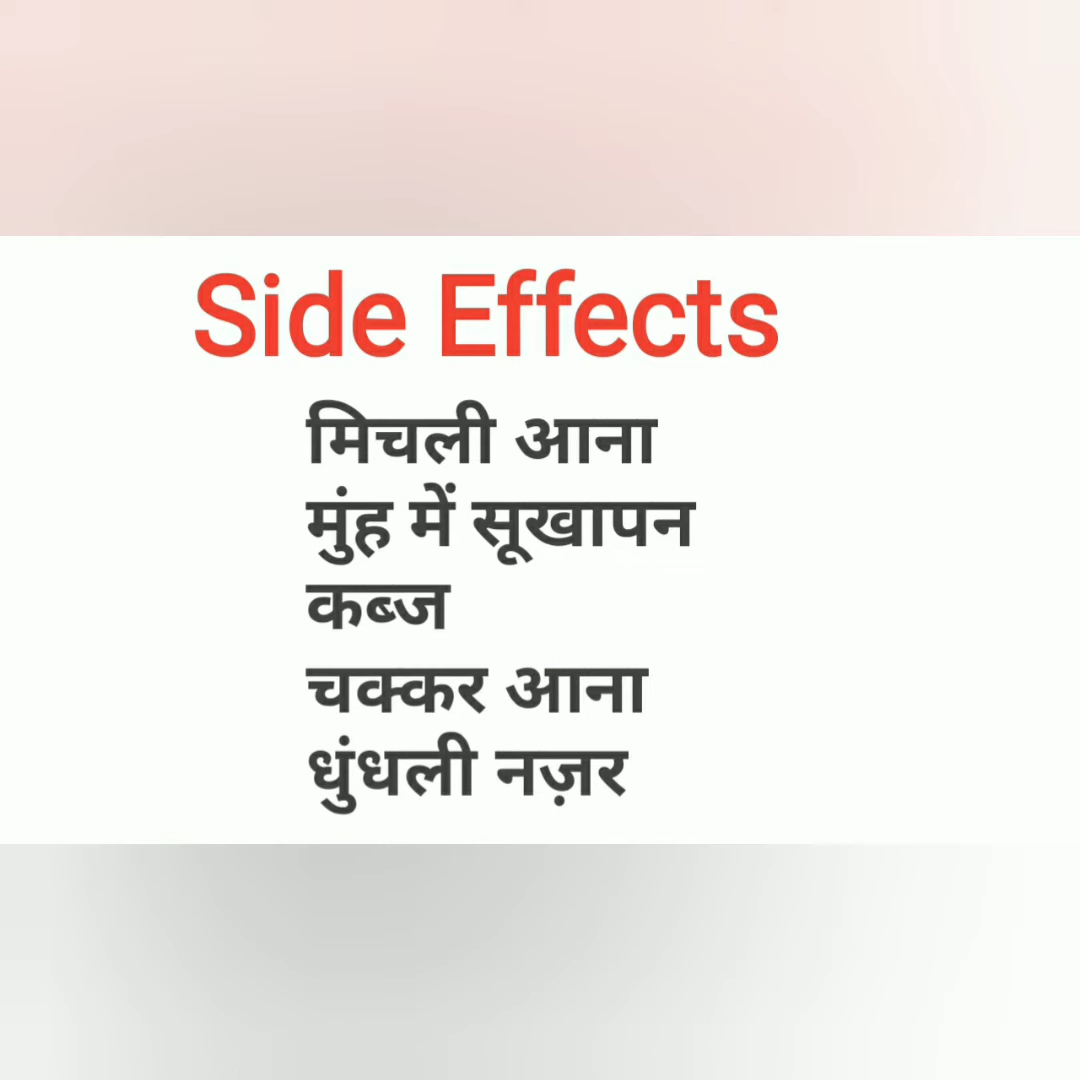 Side Effects
मिचली आना
मुंह में सूखापन
कब्ज
चक्कर आना
धुंधली नज़र